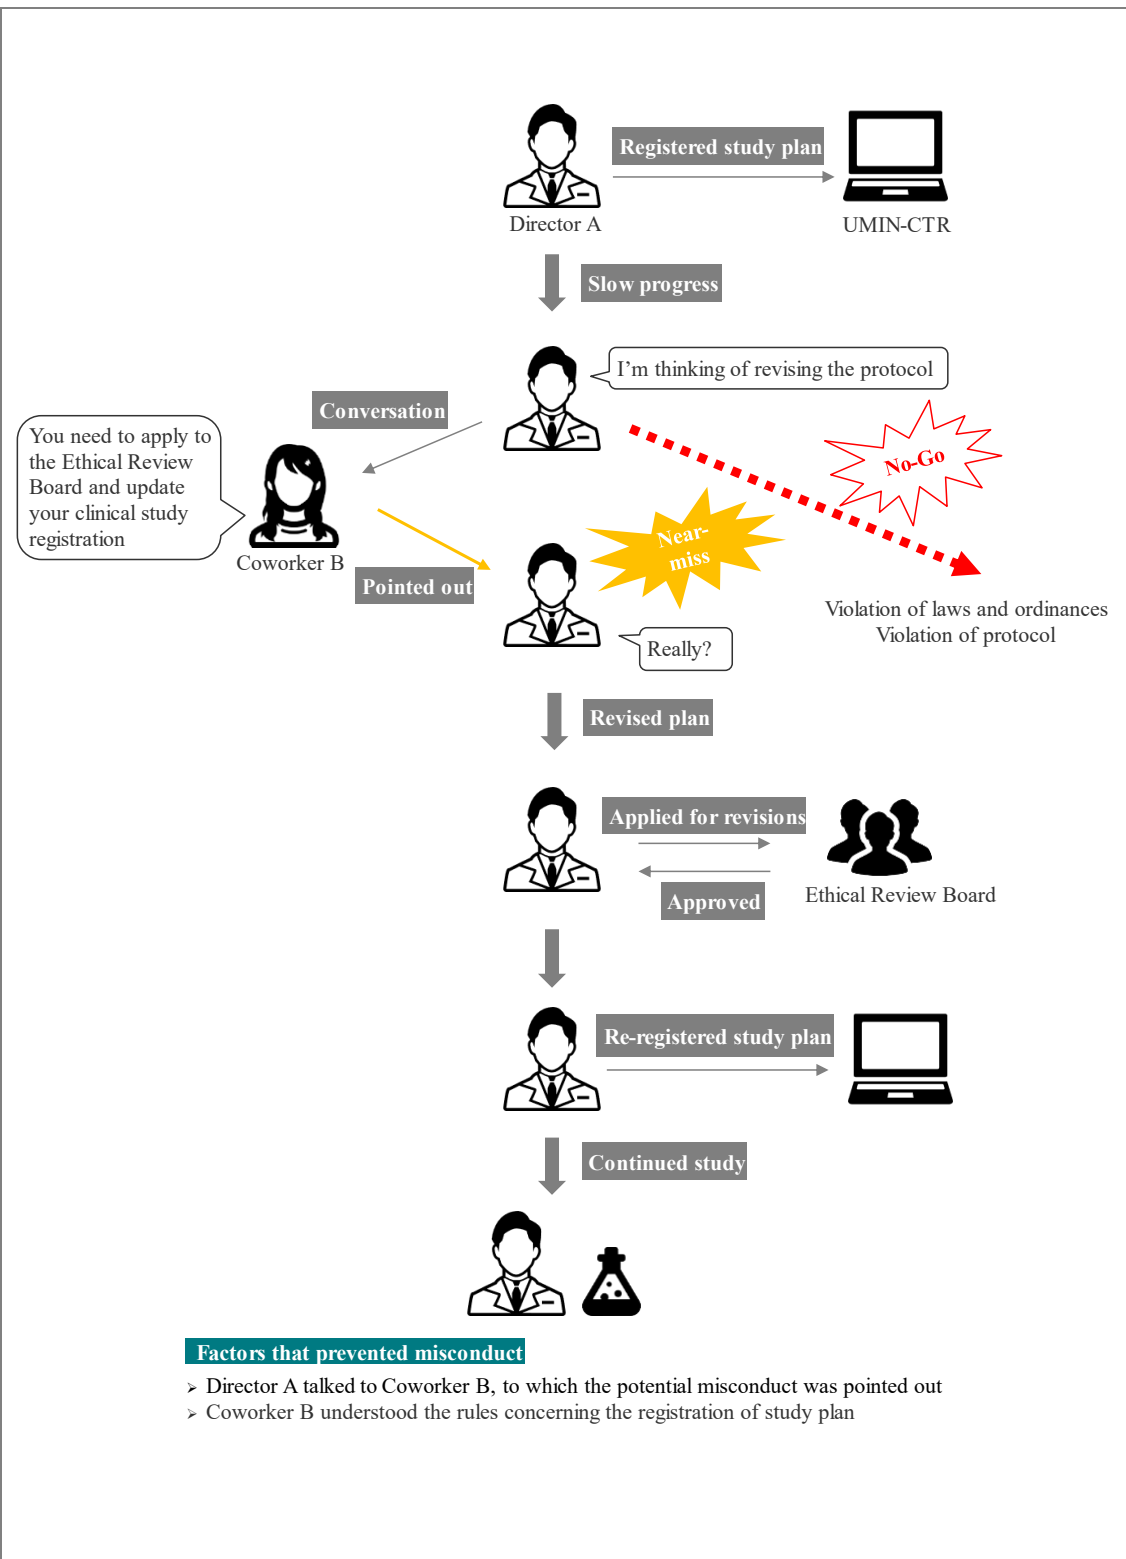 Registered study plan
Director A
UMIN-CTR
Slow progress
I'm thinking of revising the protocol
Conversation
You need to apply to
the Ethical Review
Board and update
your clinical study
registration
No-Go
Coworker B
Near-
miss
Pointed out
Violation of laws and ordinances
Violation of protocol
Really?
Revised plan
Applied for revisions
Approved
Ethical Review Board
Re-registered study plan
Continued study
Factors that prevented misconduct
➢ Director A talked to Coworker B, to which the potential misconduct was pointed out
➢ Coworker B understood the rules concerning the registration of study plan